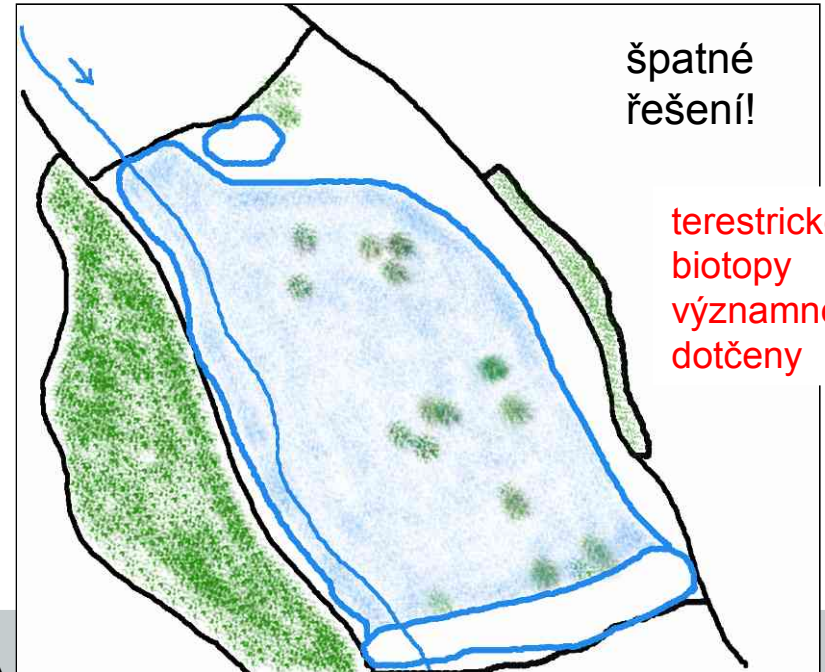 špatné
řešení!
terestrick
biotopy
významn
dotčeny